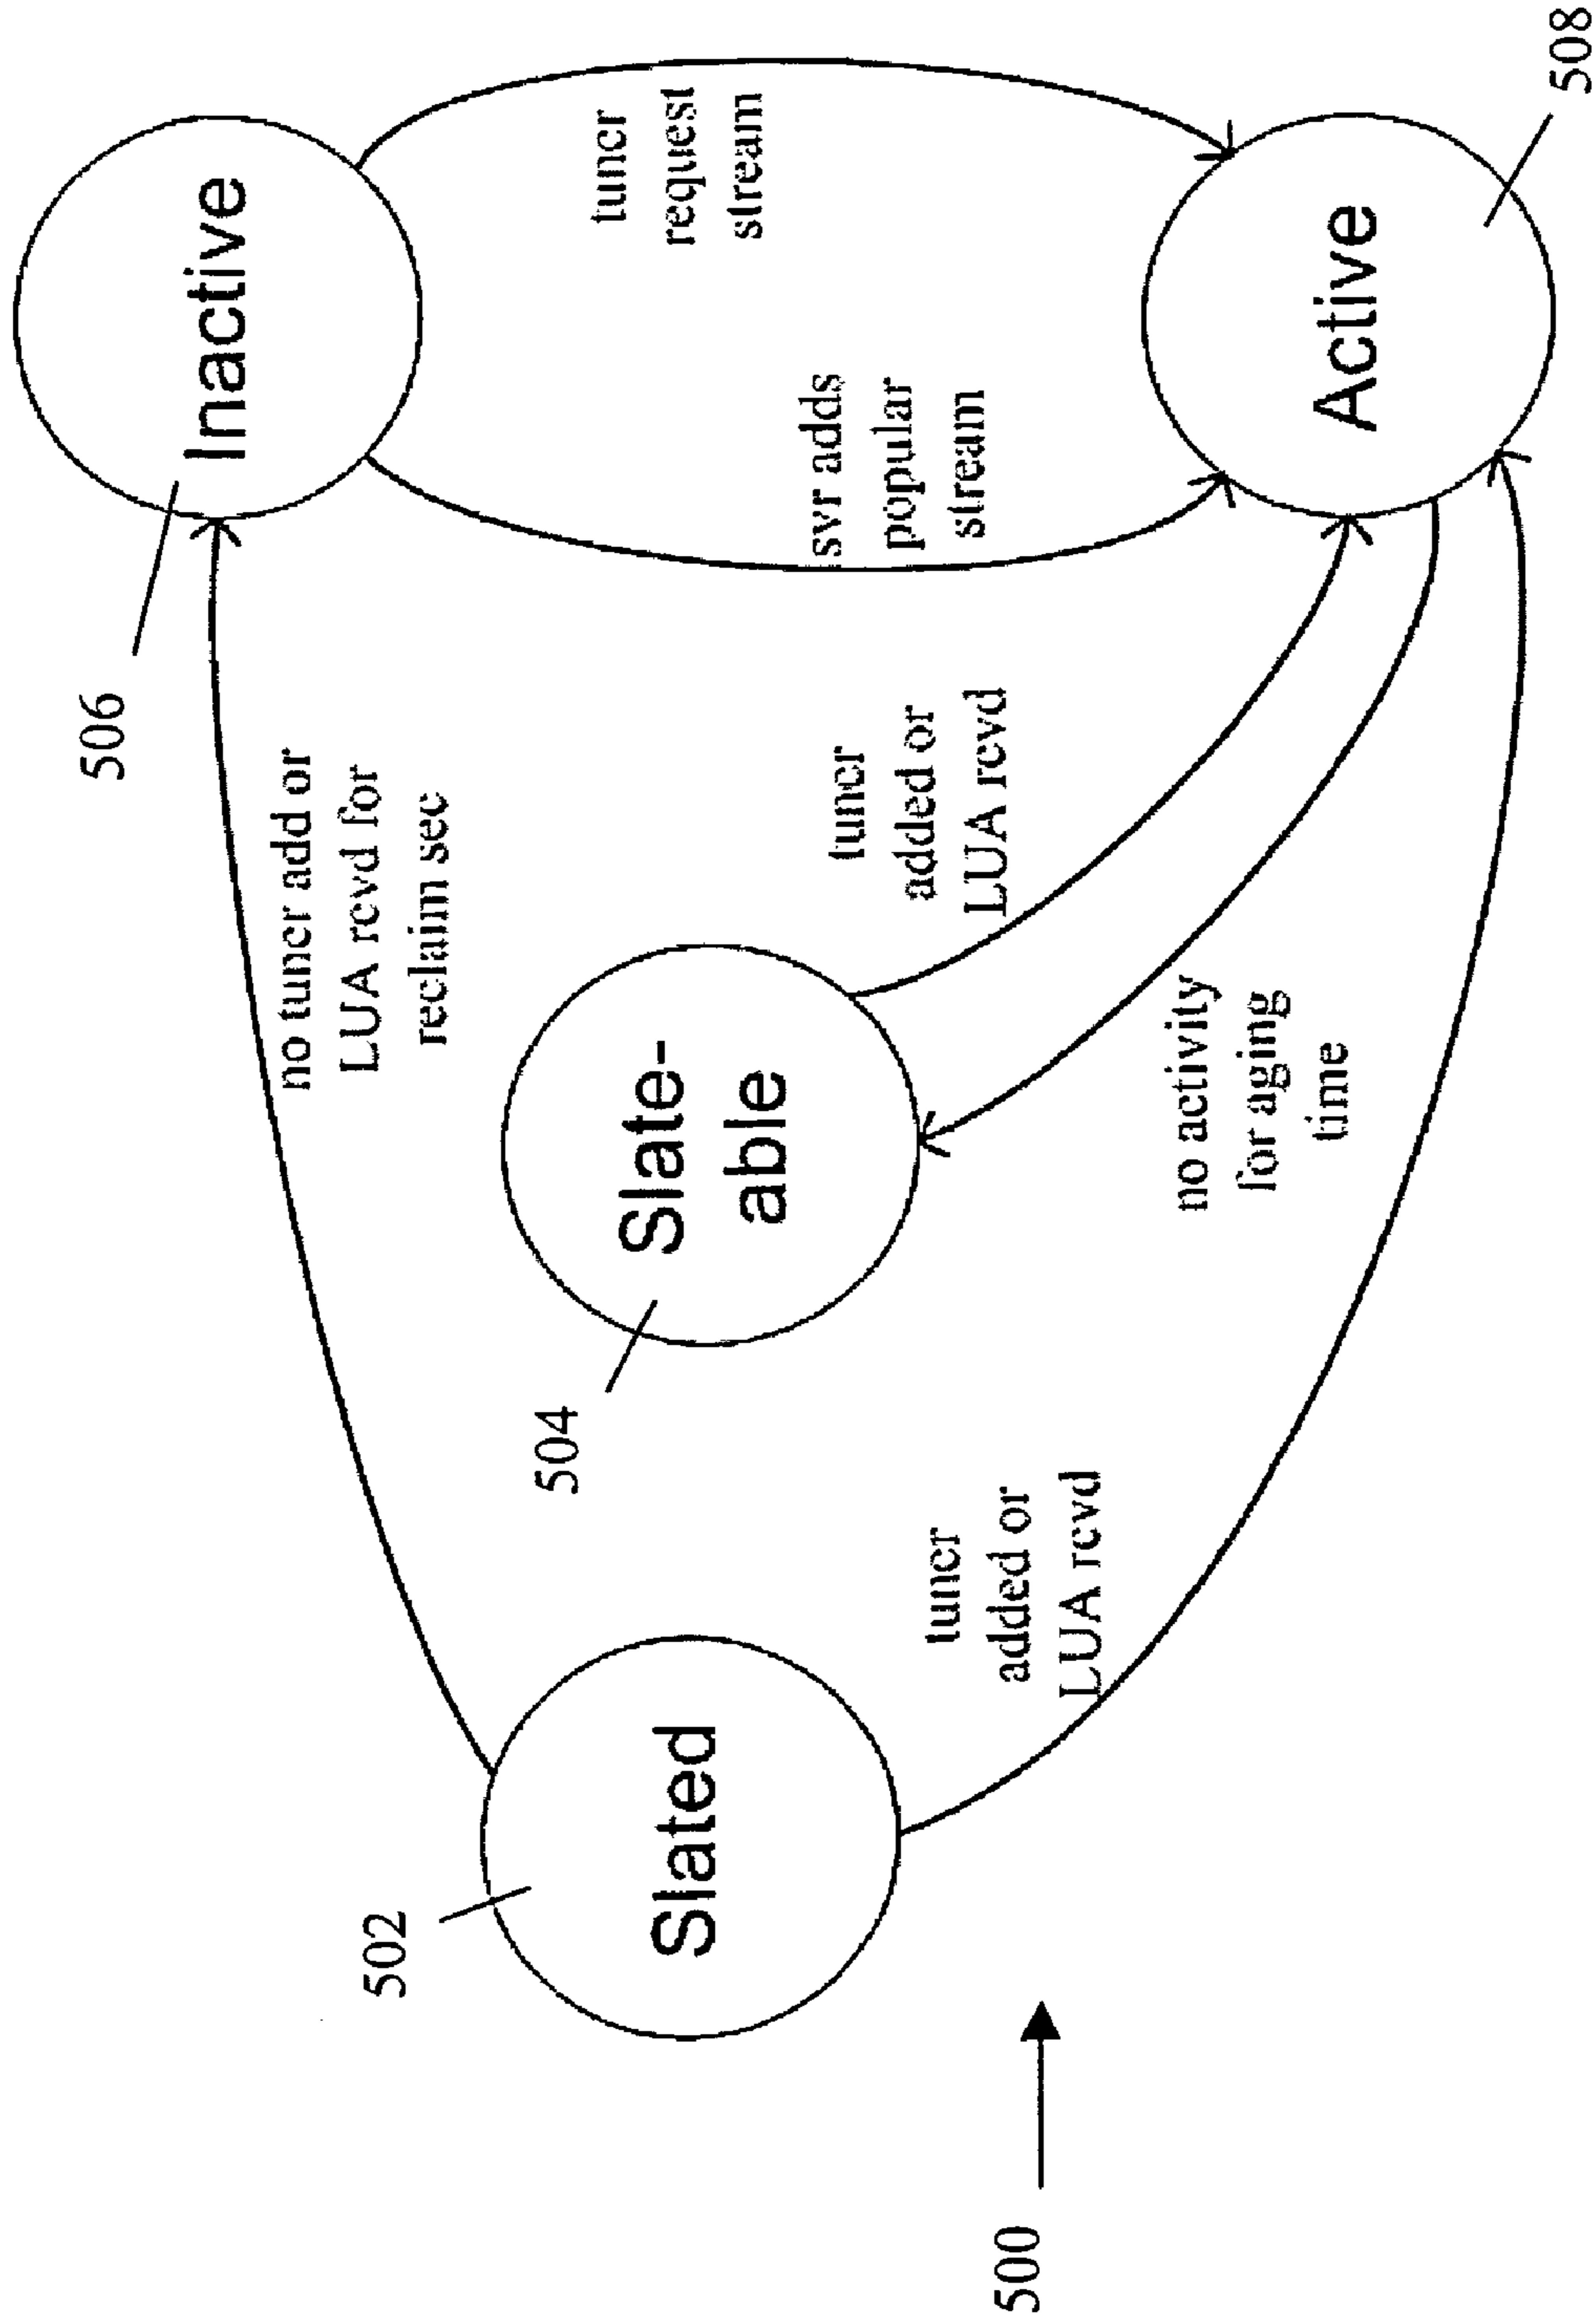 506
Inactive
no tuner add or
LUA rcvd for
reclaim sec
tuner
request
stream
svr adds
popular
stream
502
Slated
504
Slate-
able
tuner
added or
LUA rcvd
tuner
added or
LUA rcvd
no activity
for aging
time
Active
508
500